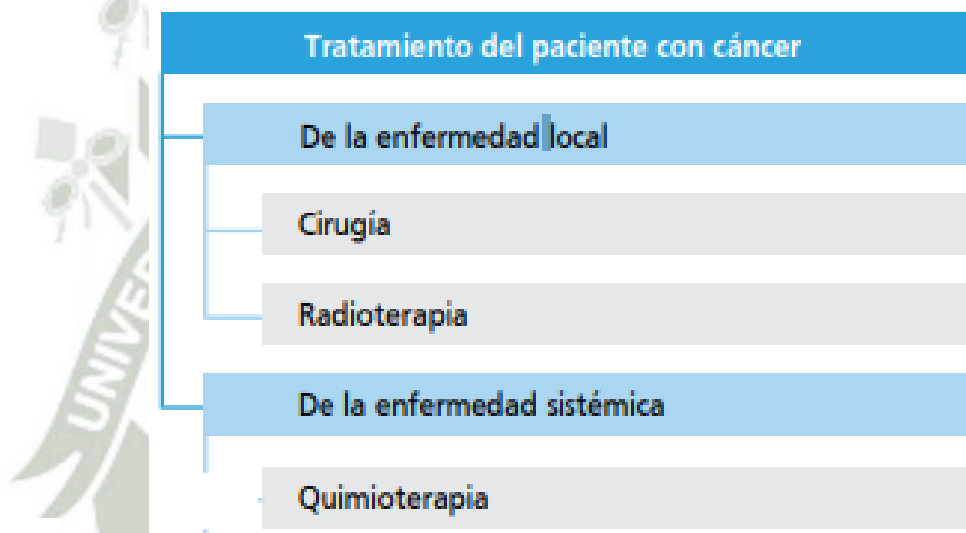 Tratamiento del paciente con cáncer
De la enfermedad local
Cirugía
Radioterapia
De la enfermedad sistémica
Quimioterapia